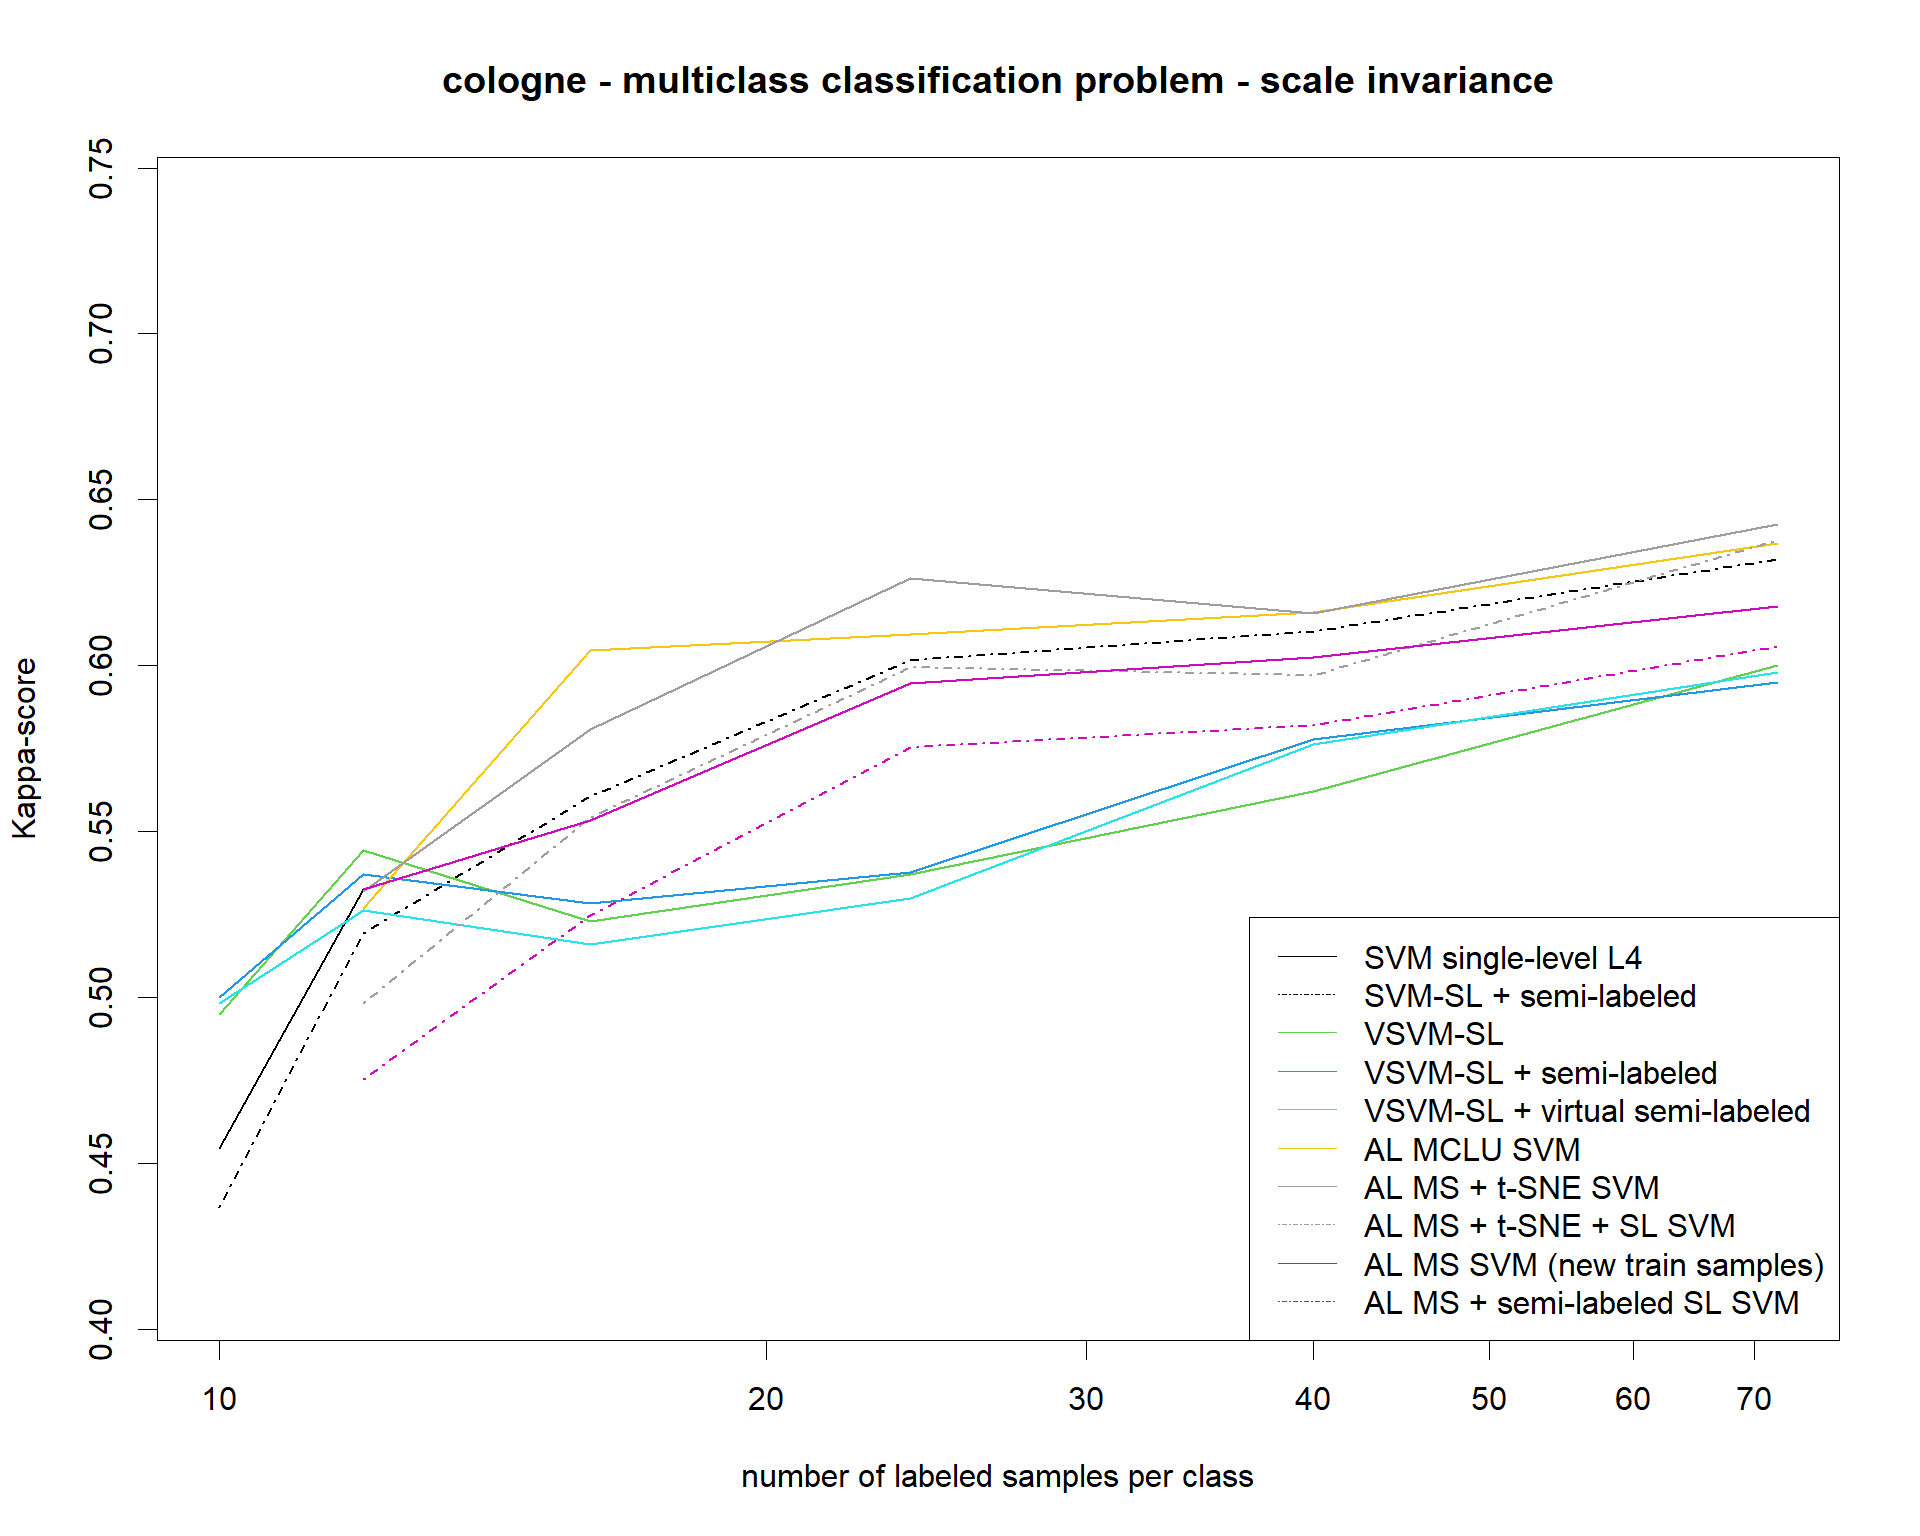 cologne - multiclass classification problem - scale invariance
Kappa-score
0.75
0.70
0.65
0.60
0.55
0.50
0.45
0.40
SVM single-level L4
SVM-SL + semi-labeled
VSVM-SL
VSVM-SL + semi-labeled
VSVM-SL + virtual semi-labeled
AL MCLU SVM
AL MS + t-SNE SVM
AL MS + t-SNE + SL SVM
AL MS SVM (new train samples)
AL MS + semi-labeled SL SVM
10 20 30 40 50 60 70
number of labeled samples per class